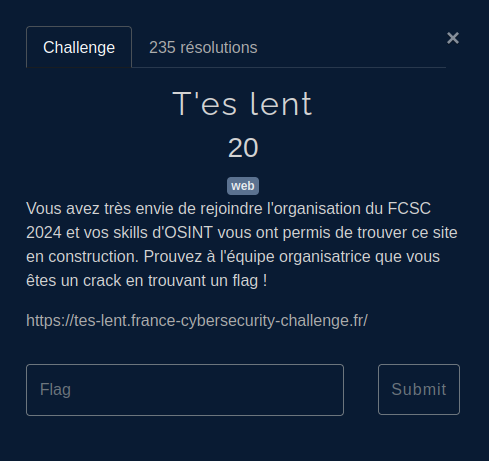 Challenge
235 résolutions
×
T'es lent
20
web
Vous avez très envie de rejoindre l'organisation du FCSC
2024 et vos skills d'OSINT vous ont permis de trouver ce site
en construction. Prouvez à l'équipe organisatrice que vous
êtes un crack en trouvant un flag !
https://tes-lent.france-cybersecurity-challenge.fr/
Flag
Submit